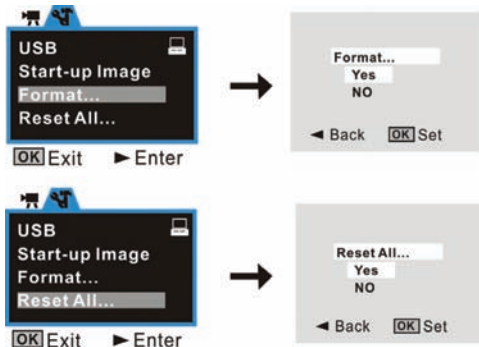 USB
Start-up Image
Format...
Reset All...
OK Exit ► Enter
Format...
Yes
NO
◄ Back OK Set
USB
Start-up Image
Format...
Reset All...
OK Exit ► Enter
Reset All...
Yes
NO
◄ Back OK Set